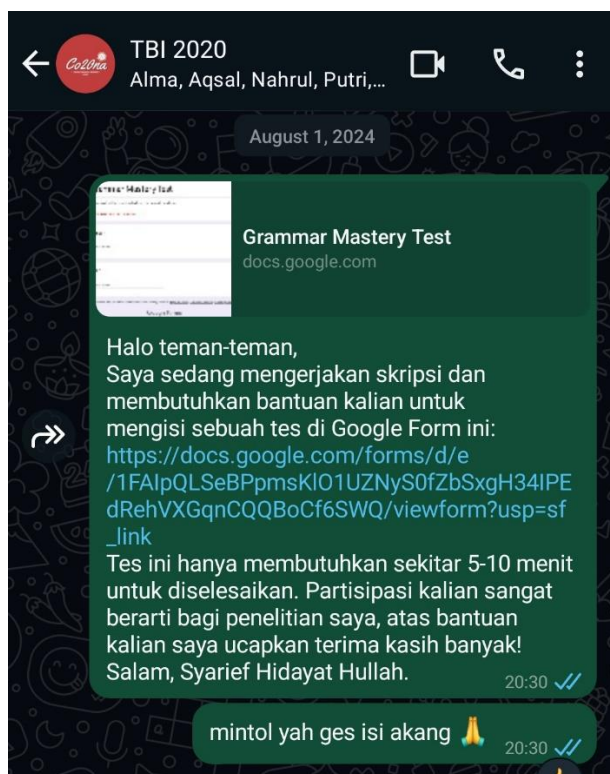 Co20na
TBI 2020
Alma, Aqsal, Nahrul, Putri,...
August 1, 2024
Grammar Mastery Test
docs.google.com
Halo teman-teman,
Saya sedang mengerjakan skripsi dan
membutuhkan bantuan kalian untuk
mengisi sebuah tes di Google Form ini:
https://docs.google.com/forms/d/e
/1FAIpQLSeBPpmsKlO1UZNyS0fZbSxgH34IPE
dRehVXGqnCQQBoCf6SWQ/viewform?usp=sf
_link
Tes ini hanya membutuhkan sekitar 5-10 menit
untuk diselesaikan. Partisipasi kalian sangat
berarti bagi penelitian saya, atas bantuan
kalian saya ucapkan terima kasih banyak!
Salam, Syarief Hidayat Hullah.
20:30
mintol yah ges isi akang 🙏
20:30